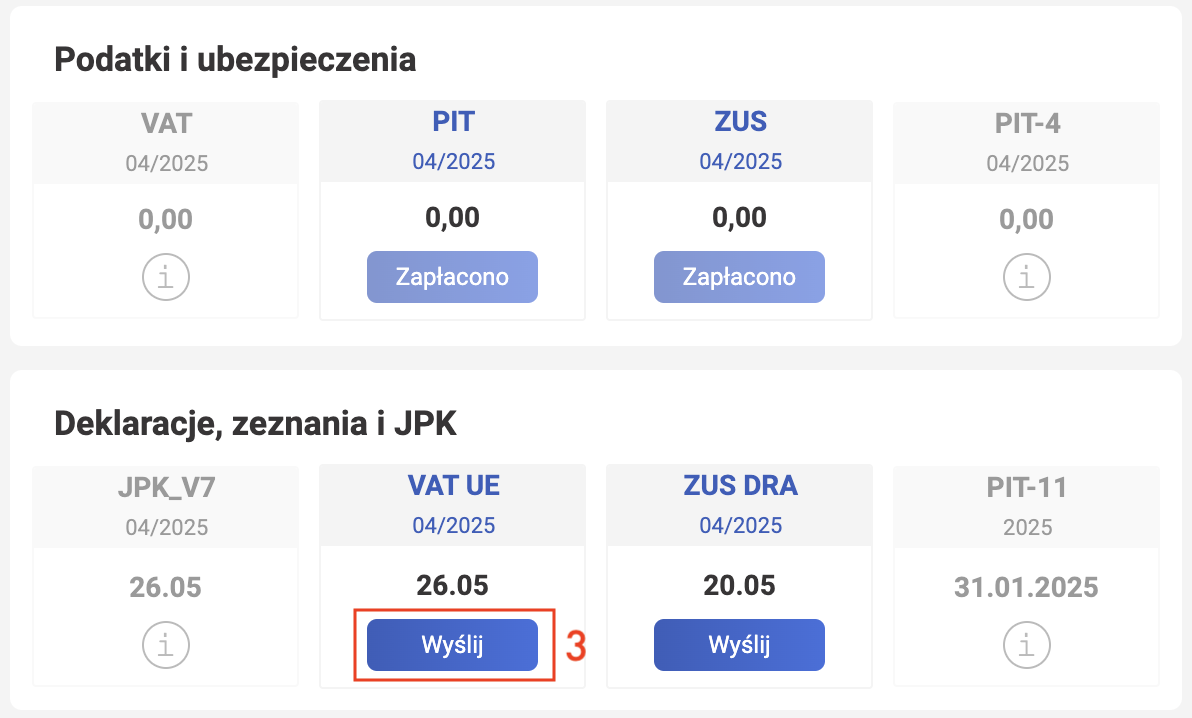 Podatki i ubezpieczenia
VAT
04/2025
0,00
i
PIT
04/2025
0,00
Zapłacono
ZUS
04/2025
0,00
Zapłacono
PIT-4
04/2025
0,00
i
Deklaracje, zeznania i JPK
JPK_V7
04/2025
26.05
i
VAT UE
04/2025
26.05
Wyślij
3
ZUS DRA
04/2025
20.05
Wyślij
PIT-11
2025
31.01.2025
i